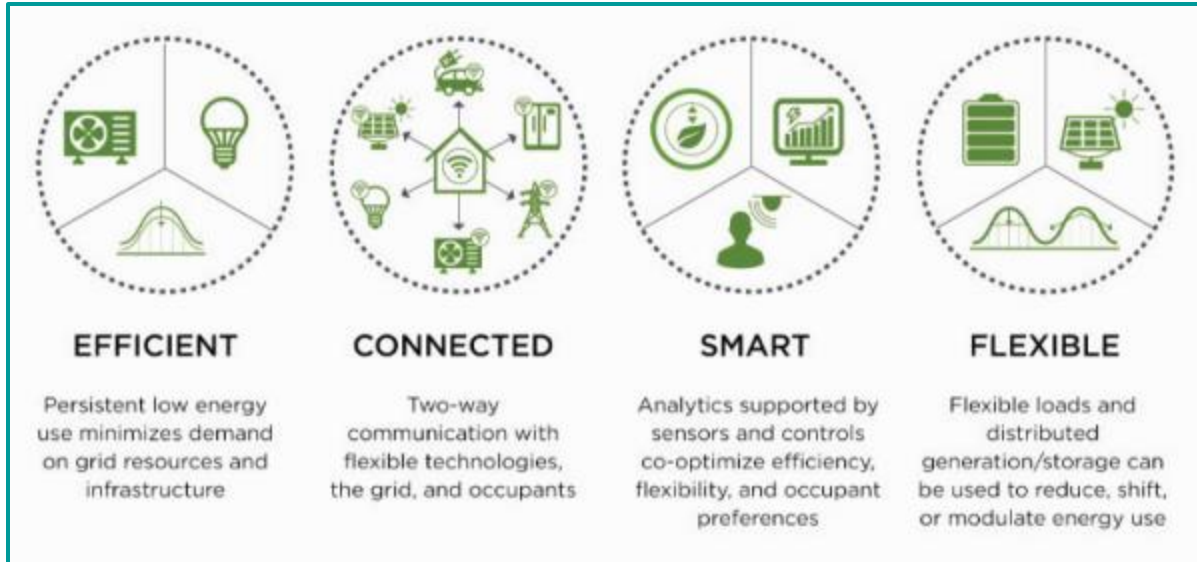 EFFICIENT
Persistent low energy
use minimizes demand
on grid resources and
infrastructure
CONNECTED
Two-way
communication with
flexible technologies,
the grid, and occupants
SMART
Analytics supported by
sensors and controls
co-optimize efficiency,
flexibility, and occupant
preferences
FLEXIBLE
Flexible loads and
distributed
generation/storage can
be used to reduce, shift,
or modulate energy use